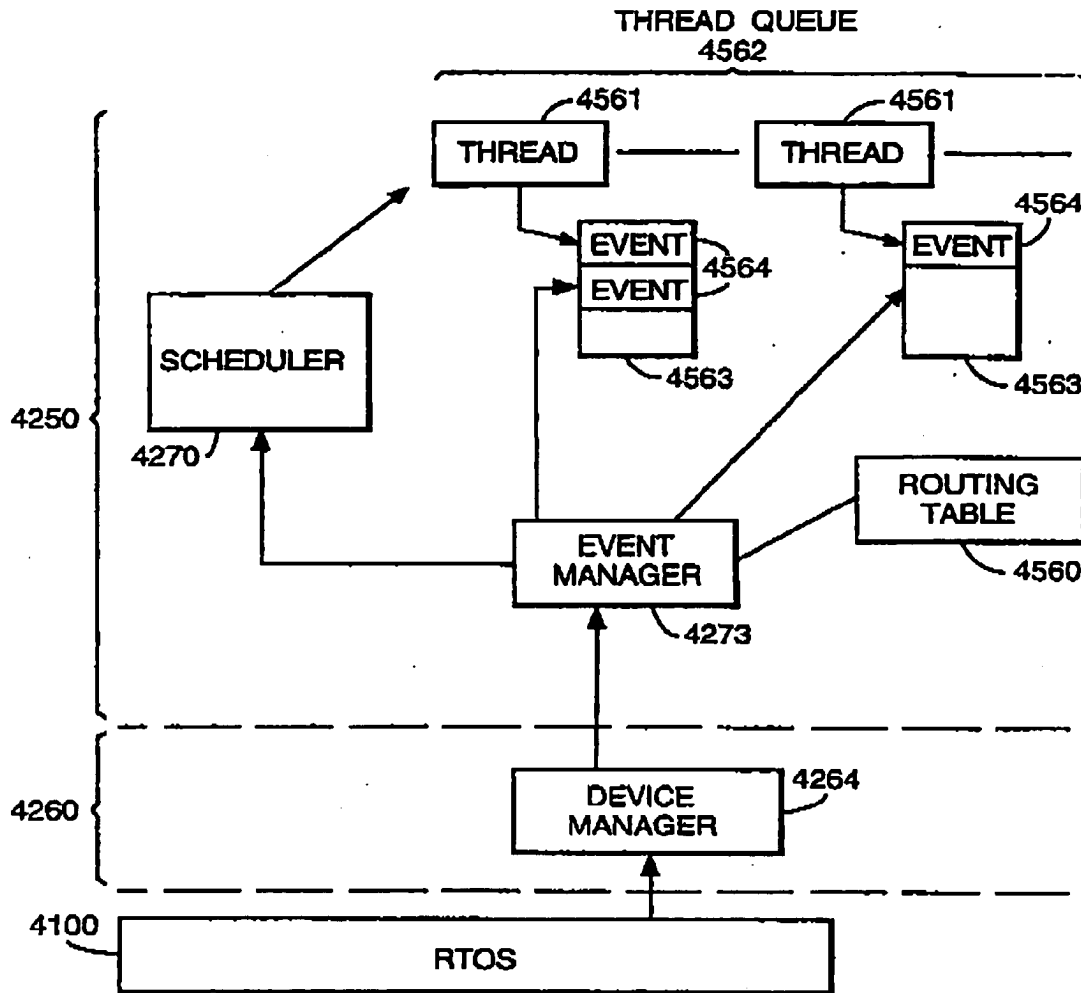 THREAD QUEUE
4562
4561
4561
THREAD
THREAD
4564
EVENT
4564
EVENT
EVENT
SCHEDULER
4563
4563
4250
4270
ROUTING
TABLE
EVENT
MANAGER
4560
4273
4264
4260
DEVICE
MANAGER
4100
RTOS